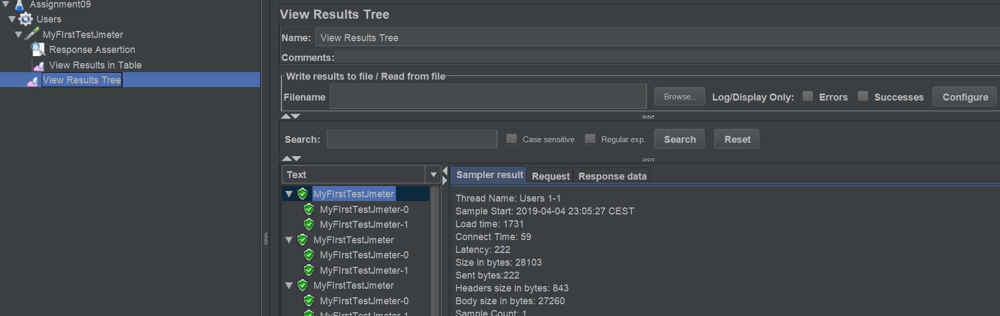 Assignment09
Users
MyFIrstTestJmeter
Response Assertion
View Results in Table
View Results Tree
View Results Tree
Name: View Results Tree
Comments:
Write results to file / Read from file
Filename Browse... Log/Display Only: Errors Successes Configure
Search: Case sensitive Regular exp. Search Reset
Text
MyFIrstTestJmeter
MyFIrstTestJmeter-0
MyFIrstTestJmeter-1
MyFIrstTestJmeter
MyFIrstTestJmeter-0
MyFIrstTestJmeter-1
MyFIrstTestJmeter
MyFIrstTestJmeter-0
MyFIrstTestJmeter-1
Sampler result Request Response data
Thread Name: Users 1-1
Sample Start: 2019-04-04 23:05:27 CEST
Load time: 1731
Connect Time: 59
Latency: 222
Size in bytes: 28103
Sent bytes:222
Headers size in bytes: 843
Body size in bytes: 27260
Sample Count: 1